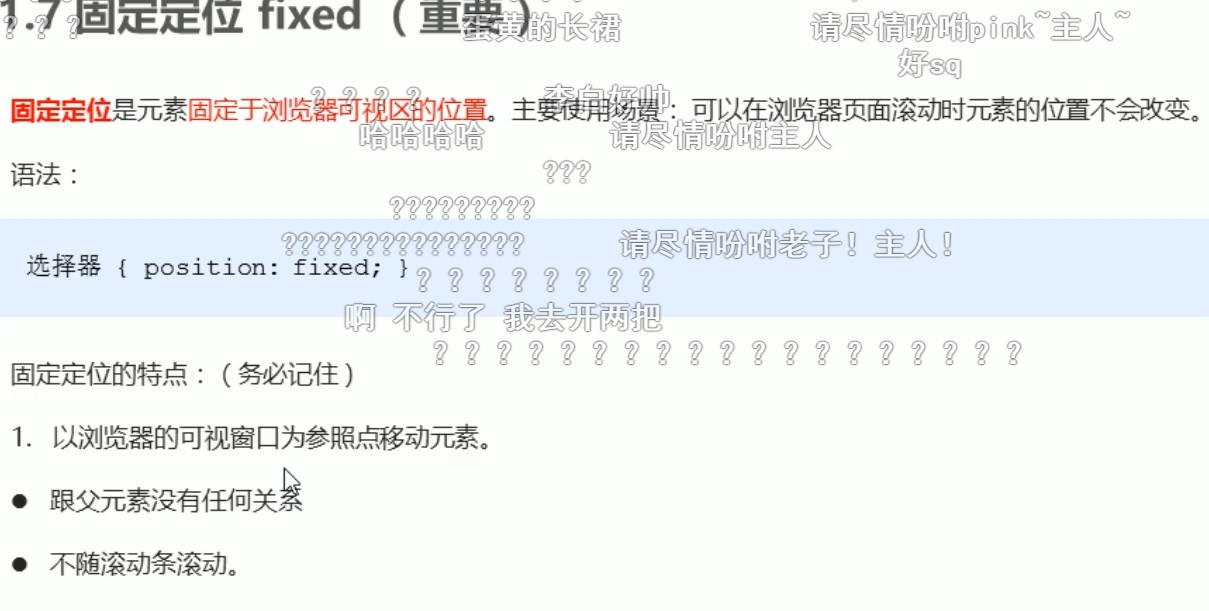 1.7 固定定位 fixed （重要）
? ? ?
蛋黄的长裙
请尽情吩咐pink~主人~
好sq
? ? ? ?
李白好帅
固定定位是元素固定于浏览器可视区的位置。主要使用场景： 可以在浏览器页面滚动时元素的位置不会改变。
哈哈哈哈
请尽情吩咐主人
语法：
???
?????????
???????????????
请尽情吩咐老子！主人！
选择器 { position: fixed; }
? ? ? ? ? ? ? ?
啊 不行了 我去开两把
? ? ? ? ? ? ? ? ? ? ? ? ? ? ? ? ? ? ?
固定定位的特点：（务必记住）
1. 以浏览器的可视窗口为参照点移动元素。
● 跟父元素没有任何关系
● 不随滚动条滚动。